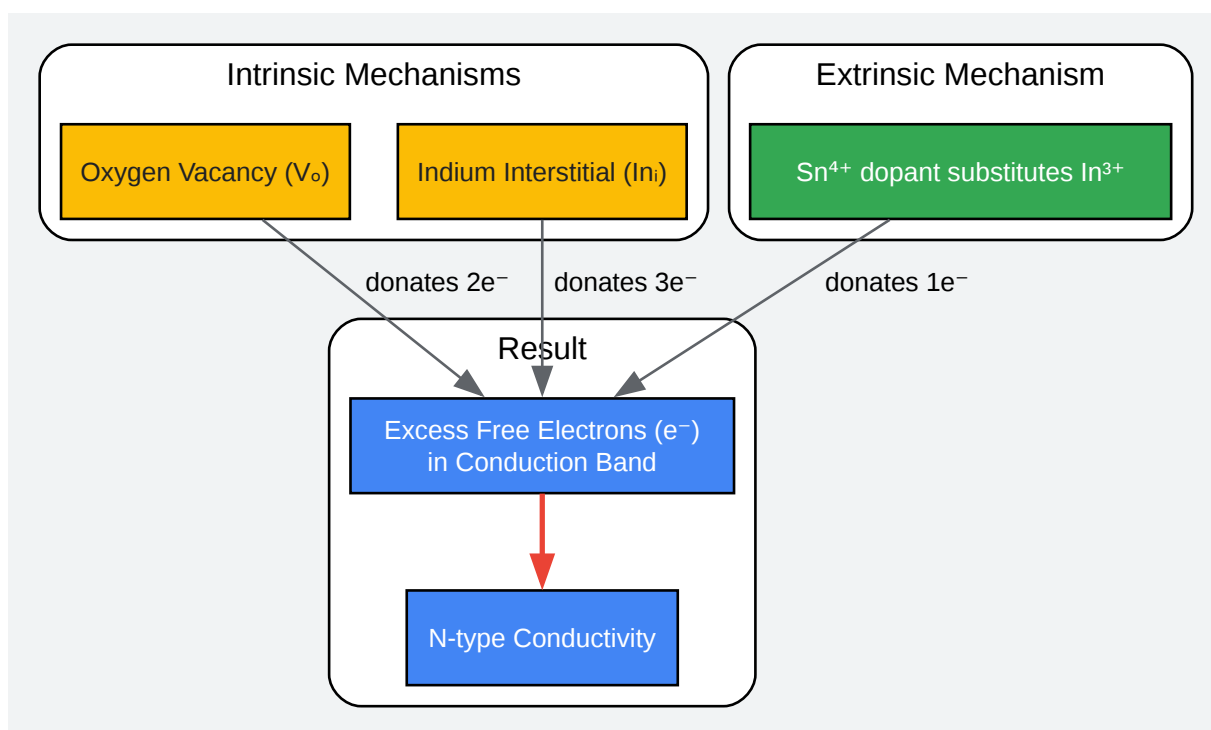 Intrinsic Mechanisms
Extrinsic Mechanism
Oxygen Vacancy (Vₒ)
Indium Interstitial (Inᵢ)
Sn⁴⁺ dopant substitutes In³⁺
donates 2e⁻
donates 3e⁻
donates 1e⁻
Result
Excess Free Electrons (e⁻)
in Conduction Band
N-type Conductivity